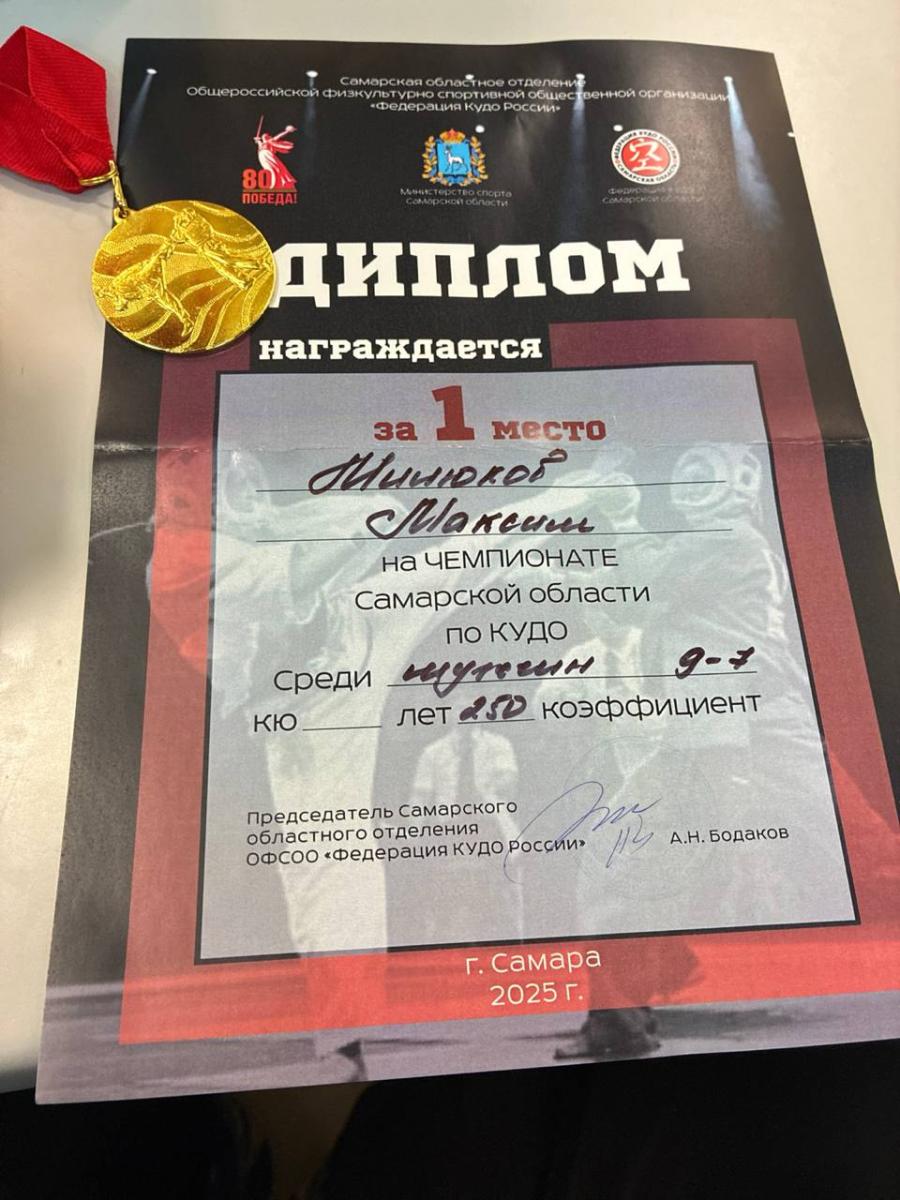 Самарская областное отделение
Общероссийской физкультурно спортивной общественной организации
«Федерация Кудо России»
80
ПОБЕДА!
Министерство спорта
Самарской области
Федерация кудо
Самарской области
ДИПЛОМ
награждается
за 1 место
Милюков
Максим
на ЧЕМПИОНАТЕ
Самарской области
по КУДО
Среди мужчин 9-7
кю лет 250 коэффициент
Председатель Самарского
областного отделения
ОФСОО «Федерация КУДО России»
А.Н. Бодаков
г. Самара
2025 г.